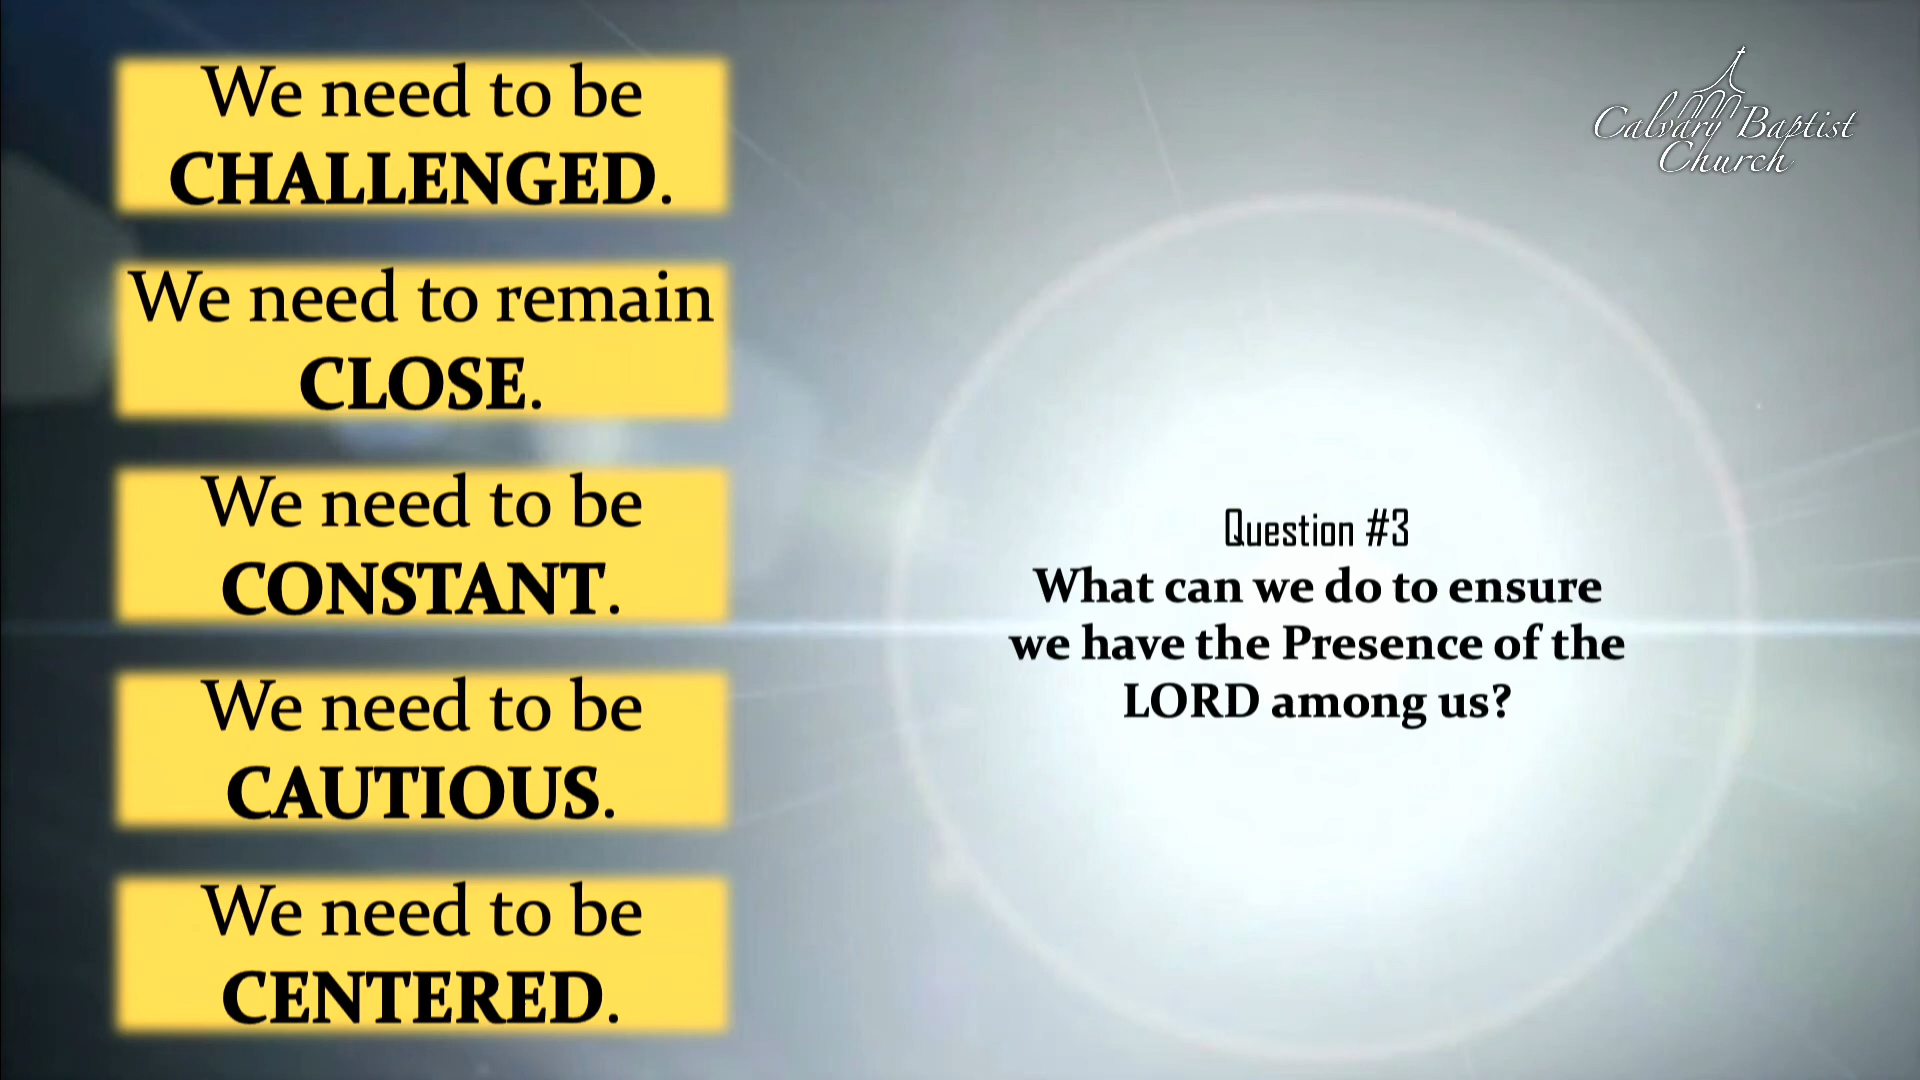 We need to be
CHALLENGED.
We need to remain
CLOSE.
We need to be
CONSTANT.
We need to be
CAUTIOUS.
We need to be
CENTERED.
Calvary Baptist
Church
Question #3
What can we do to ensure
we have the Presence of the
LORD among us?